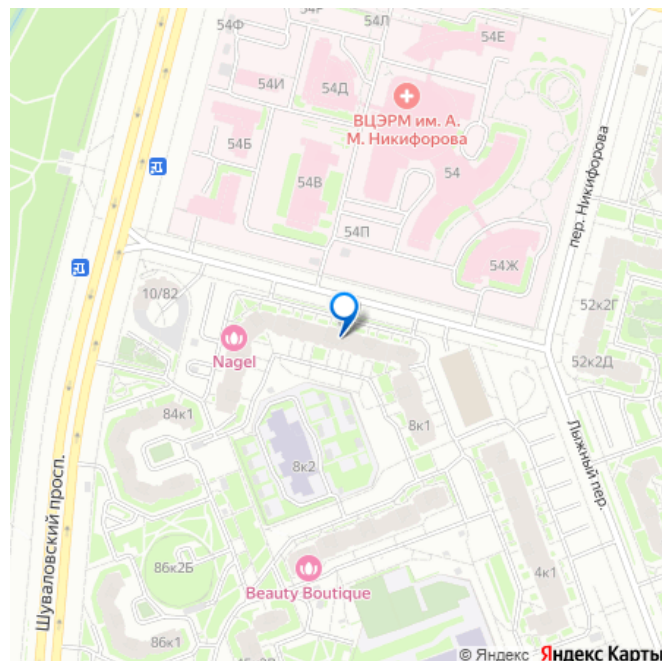 54Р
54Л
54Ф
54Е
54И
54Д
ВЦЭРМ им. А.
М. Никифорова
54Б
54В
54
пер. Никифорова
54П
54Ж
10/82
52к2Г
Nagel
52к2Д
84к1
8к1
Лыжный пер.
8к2
Шуваловский просп.
86к2Б
Beauty Boutique
4к1
86к1
© Яндекс Яндекс Карты